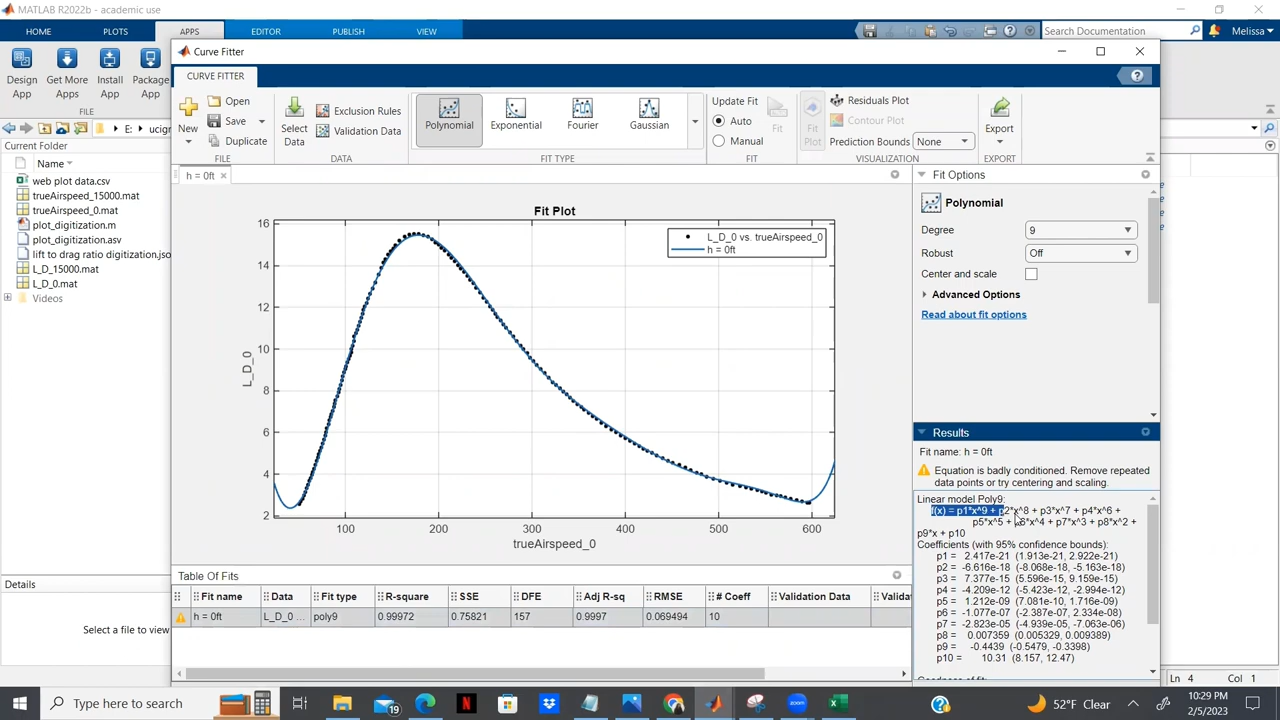 MATLAB R2022b - academic use
HOME PLOTS APPS EDITOR PUBLISH VIEW
Search Documentation
Melissa
Design App
Get More Apps
Install App
Package App
FILE
Curve Fitter
CURVE FITTER
New
Open
Save
Duplicate
FILE
Select Data
Exclusion Rules
Validation Data
DATA
Polynomial
Exponential
Fourier
Gaussian
FIT TYPE
Update Fit
Auto
Manual
Fit
FIT
Fit Plot
Residuals Plot
Contour Plot
Prediction Bounds None
VISUALIZATION
Export
EXPORT
E: ucigr
Current Folder
Name
web plot data.csv
trueAirspeed_15000.mat
trueAirspeed_0.mat
plot_digitization.m
plot_digitization.asv
lift to drag ratio digitization.jso
L_D_15000.mat
L_D_0.mat
Videos
Details
Select a file to view
h = 0ft
Fit Plot
L_D_0 vs. trueAirspeed_0
h = 0ft
16
14
12
10
8
6
4
2
L_D_0
100 200 300 400 500 600
trueAirspeed_0
Fit Options
Polynomial
Degree 9
Robust Off
Center and scale
Advanced Options
Read about fit options
Results
Fit name: h = 0ft
Equation is badly conditioned. Remove repeated
data points or try centering and scaling.
Linear model Poly9:
f(x) = p1*x^9 + p2*x^8 + p3*x^7 + p4*x^6 +
p5*x^5 + p6*x^4 + p7*x^3 + p8*x^2 +
p9*x + p10
Coefficients (with 95% confidence bounds):
p1 = 2.417e-21 (1.913e-21, 2.922e-21)
p2 = -6.616e-18 (-8.068e-18, -5.163e-18)
p3 = 7.377e-15 (5.596e-15, 9.159e-15)
p4 = -4.209e-12 (-5.423e-12, -2.994e-12)
p5 = 1.212e-09 (7.081e-10, 1.716e-09)
p6 = -1.077e-07 (-2.387e-07, 2.334e-08)
p7 = -2.823e-05 (-4.939e-05, -7.063e-06)
p8 = 0.007359 (0.005329, 0.009389)
p9 = -0.4439 (-0.5479, -0.3398)
p10 = 10.31 (8.157, 12.47)
Table Of Fits
Fit name Data Fit type R-square SSE DFE Adj R-sq RMSE # Coeff Validation Data Valida
h = 0ft L_D_0 ... poly9 0.99972 0.75821 157 0.9997 0.069494 10
Ln 4 Col 1
Type here to search
19
zoom
52°F Clear
10:29 PM
2/5/2023